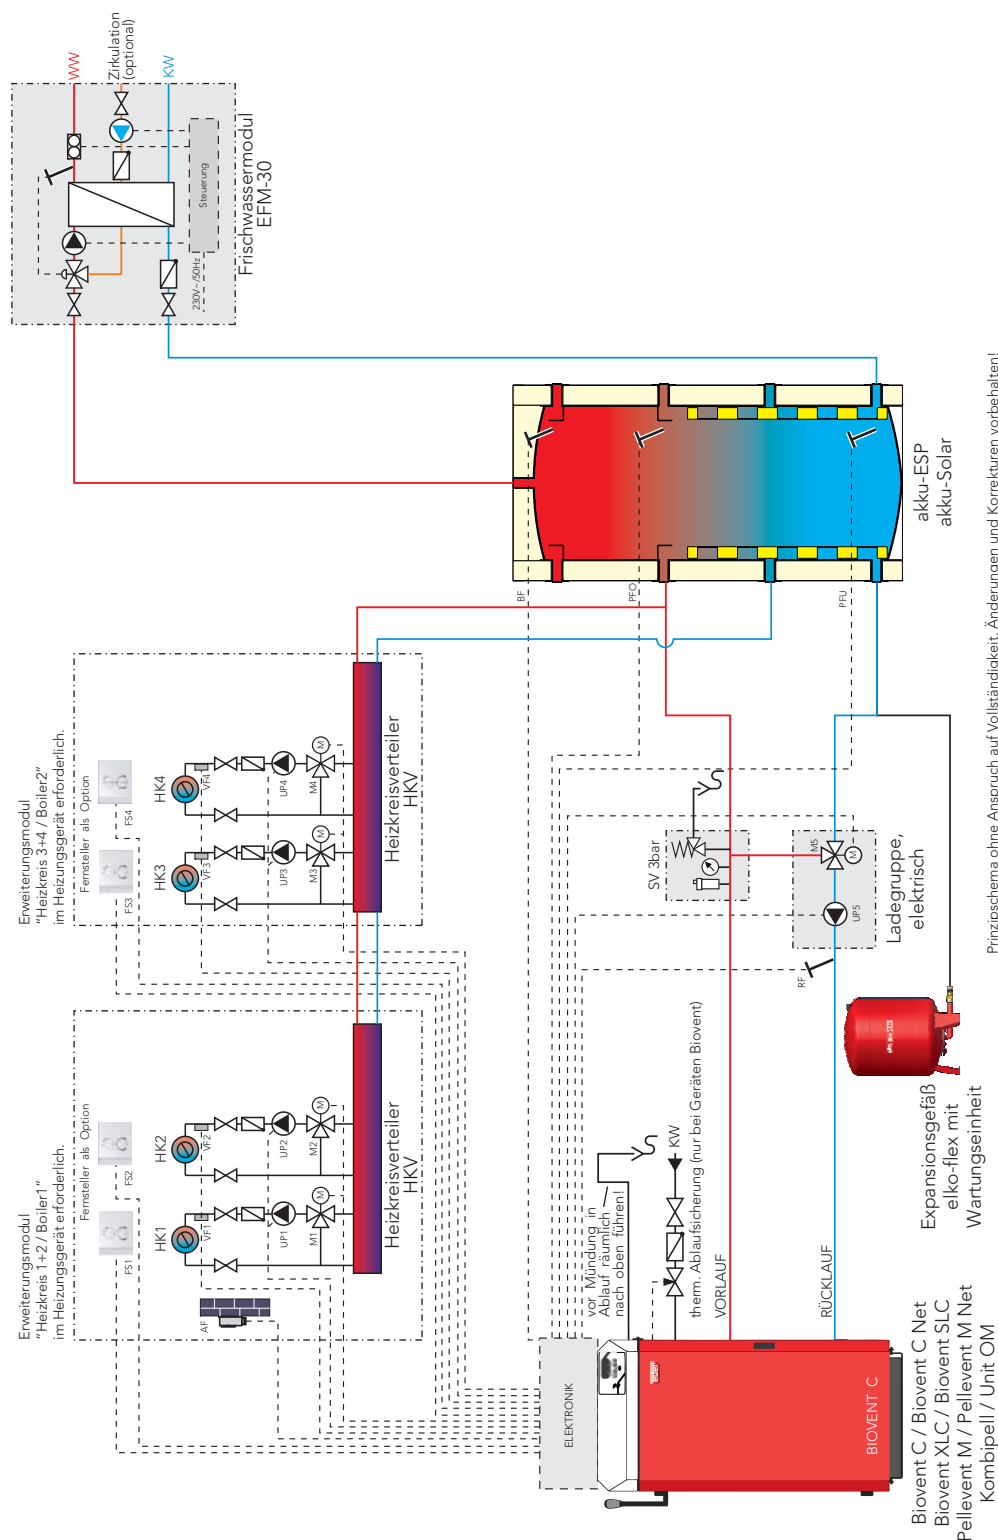 WW
Zirkulation
(optional)
KW
Steuerung
230V~/50Hz
Frischwassermodul
EFM-30
akku-ESP
akku-Solar
BF
PFO
PFU
Erweiterungsmodul
"Heizkreis 3+4 / Boiler2"
im Heizungsgerät erforderlich.
Fernsteller als Option
FS3
FS4
HK3
HK4
VF3
VF4
UP3
UP4
M3
M4
M
M
Heizkreisverteiler
HKV
Erweiterungsmodul
"Heizkreis 1+2 / Boiler1"
im Heizungsgerät erforderlich.
Fernsteller als Option
FS1
FS2
HK1
HK2
VF1
VF2
UP1
UP2
M1
M2
M
M
AF
Heizkreisverteiler
HKV
SV 3bar
M5
M
UP5
Ladegruppe,
elektrisch
RF
vor Mündung in
Ablauf räumlich
nach oben führen!
KW
therm. Ablaufsicherung (nur bei Geräten Biovent)
VORLAUF
RÜCKLAUF
ELEKTRONIK
eder
BIOVENT C
Expansionsgefäß
elko-flex mit
Wartungseinheit
Biovent C / Biovent C Net
Biovent XLC / Biovent SLC
Pellevent M / Pellevent M Net
Kombipell / Unit OM
Prinzipschema ohne Anspruch auf Vollständigkeit. Änderungen und Korrekturen vorbehalten!